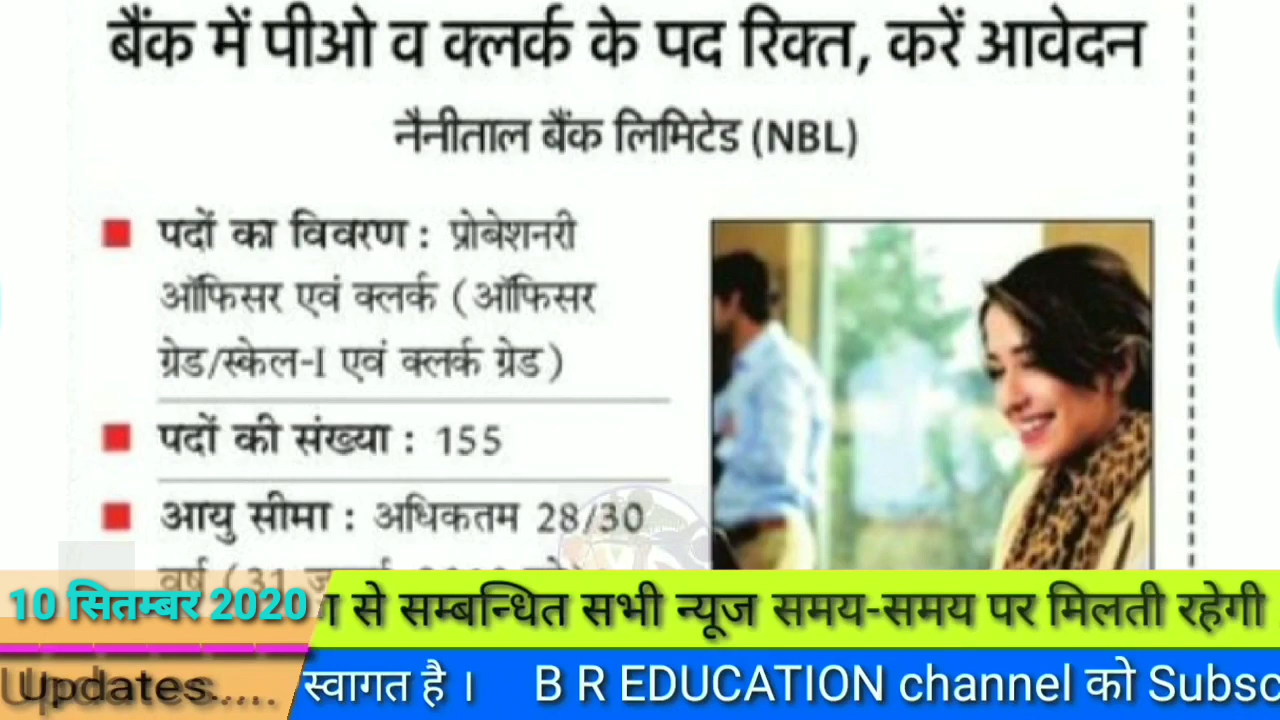 बैंक में पीओ व क्लर्क के पद रिक्त, करें आवेदन
नैनीताल बैंक लिमिटेड (NBL)
पदों का विवरण : प्रोबेशनरी
ऑफिसर एवं क्लर्क (ऑफिसर
ग्रेड/स्केल-I एवं क्लर्क ग्रेड)
पदों की संख्या : 155
आयु सीमा : अधिकतम 28/30
वर्ष (31
10 सितम्बर 2020
से सम्बन्धित सभी न्यूज समय-समय पर मिलती रहेगी
Updates.....
स्वागत है । B R EDUCATION channel को Subsc